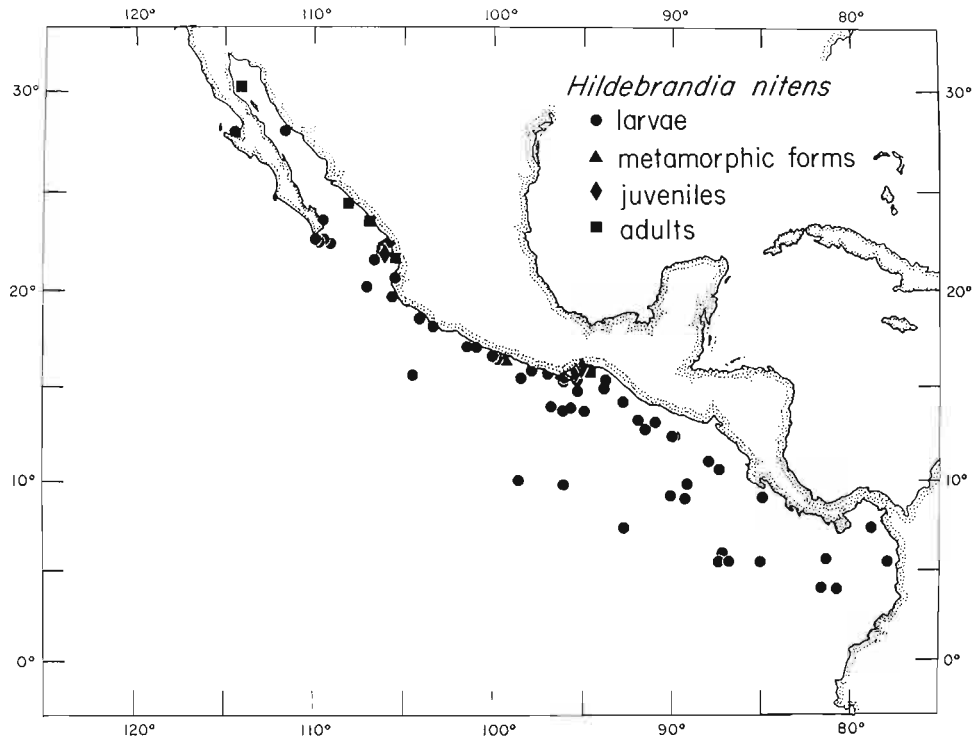 120° 110° 100° 90° 80°
30° 30°
Hildebrandia nitens
larvae
metamorphic forms
juveniles
adults
20° 20°
10° 10°
0° 0°
120° 110° 100° 90° 80°